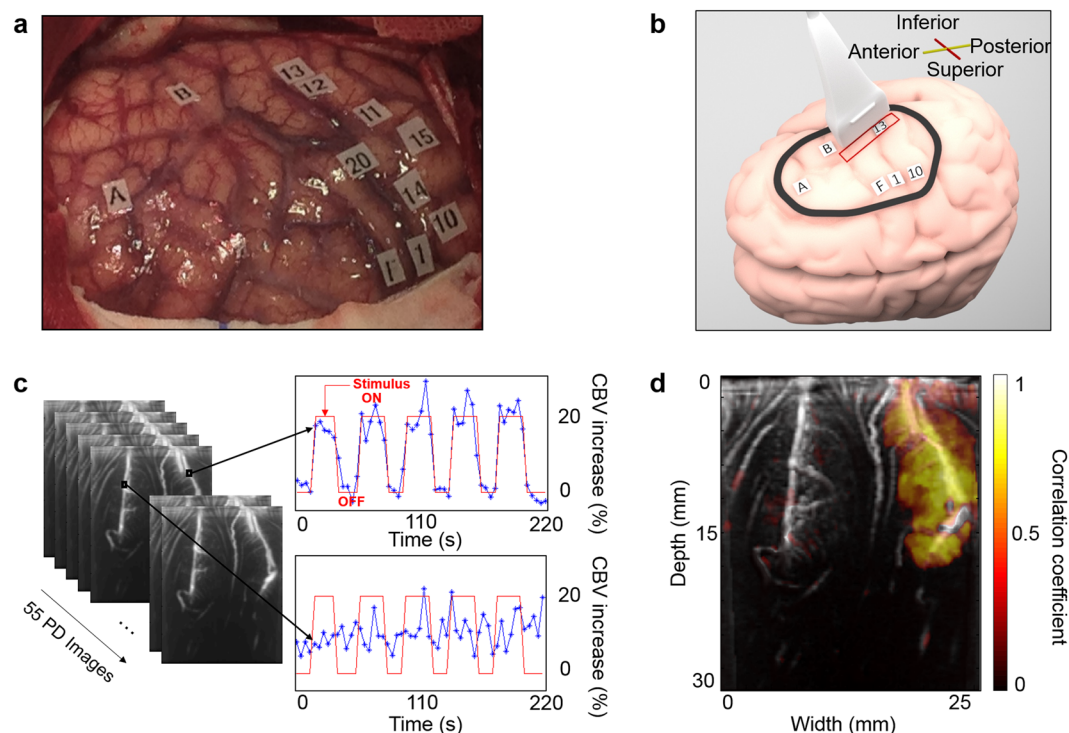 a
B
13
12
11
15
20
A
14
10
1
b
Inferior
Anterior
Posterior
Superior
13
B
A
F
1
10
c
Stimulus
ON
OFF
20
0
CBV increase (%)
0
110
220
Time (s)
20
0
CBV increase (%)
0
110
220
Time (s)
...
55 PD Images
d
0
15
30
Depth (mm)
0
25
Width (mm)
1
0.5
0
Correlation coefficient